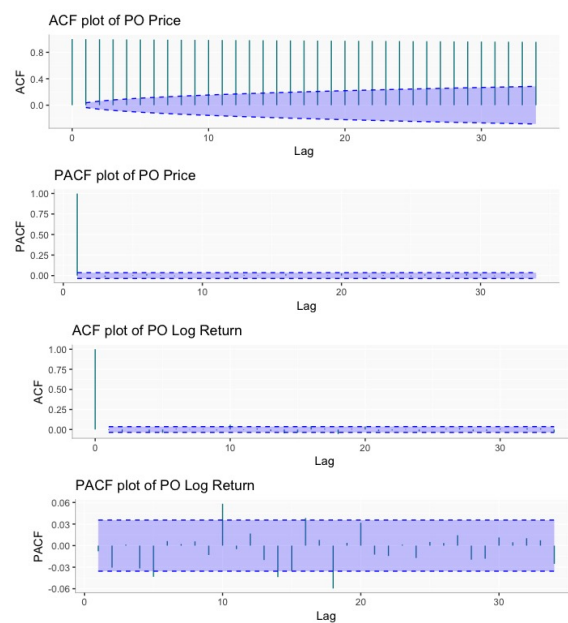 ACF plot of PO Price
0.8
0.4
0.0
ACF
0 10 20 30
Lag
PACF plot of PO Price
1.00
0.75
0.50
0.25
0.00
PACF
0 10 20 30
Lag
ACF plot of PO Log Return
1.00
0.75
0.50
0.25
0.00
ACF
0 10 20 30
Lag
PACF plot of PO Log Return
0.06
0.03
0.00
-0.03
-0.06
PACF
0 10 20 30
Lag